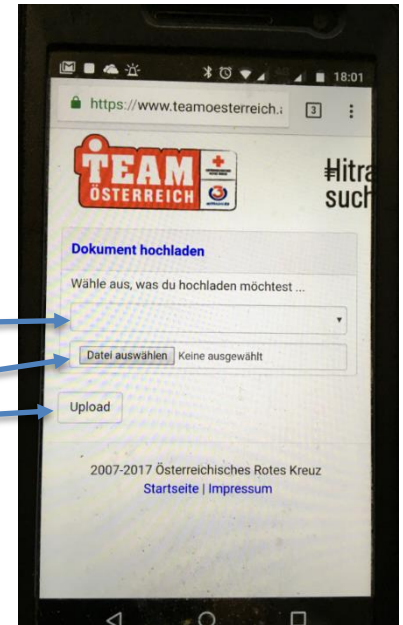 18:01
https://www.teamoesterreich.a
3
TEAM
ÖSTERREICH
Hitra
such
Dokument hochladen
Wähle aus, was du hochladen möchtest ...
Datei auswählen Keine ausgewählt
Upload
2007-2017 Österreichisches Rotes Kreuz
Startseite | Impressum